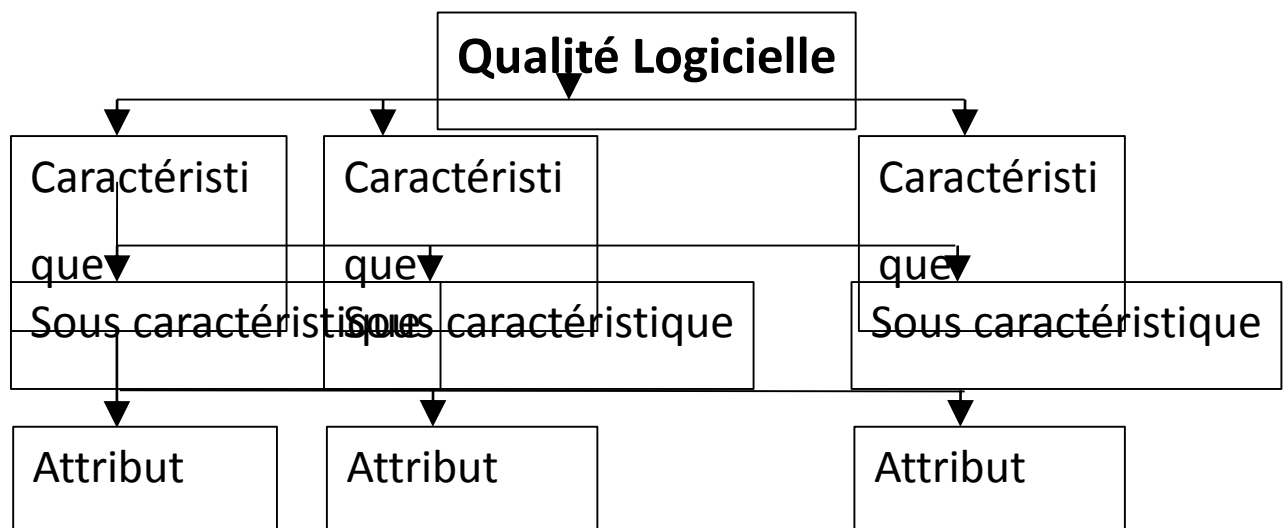 Qualité Logicielle
Caractéristi
que
Caractéristi
que
Caractéristi
que
Sous caractéristique
Sous caractéristique
Sous caractéristique
Attribut
Attribut
Attribut